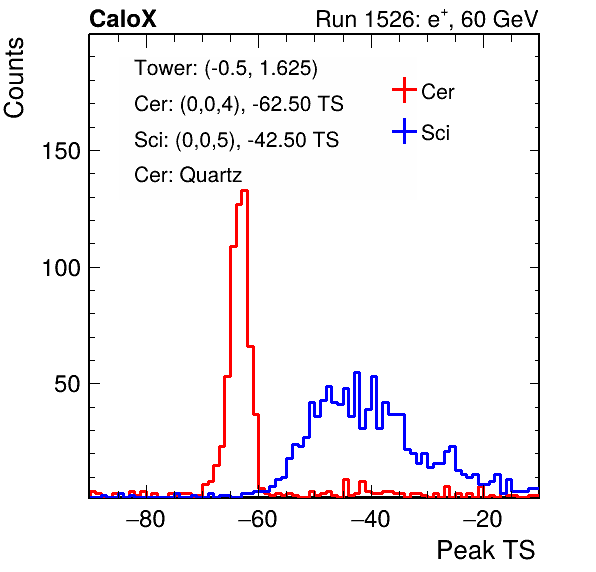 CaloX Run 1526: e+, 60 GeV
Counts
Tower: (-0.5, 1.625)
Cer: (0,0,4), -62.50 TS
Sci: (0,0,5), -42.50 TS
Cer: Quartz
Cer
Sci
150
100
50
−80 −60 −40 −20
Peak TS